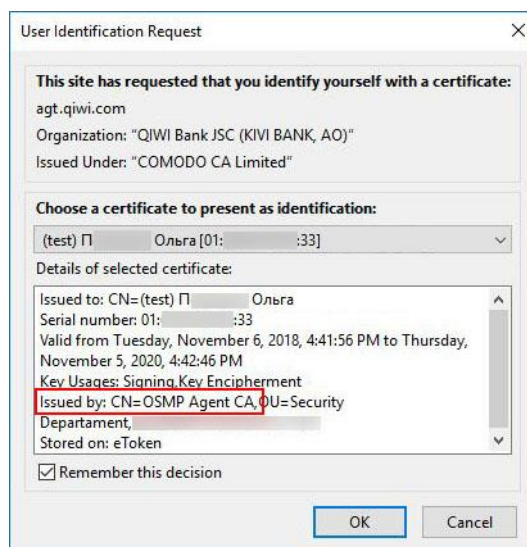 User Identification Request
This site has requested that you identify yourself with a certificate:
agt.qiwi.com
Organization: "QIWI Bank JSC (KIVI BANK, AO)"
Issued Under: "COMODO CA Limited"
Choose a certificate to present as identification:
(test) П Ольга [01: :33]
Details of selected certificate:
Issued to: CN=(test) П Ольга
Serial number: 01: :33
Valid from Tuesday, November 6, 2018, 4:41:56 PM to Thursday,
November 5, 2020, 4:42:46 PM
Key Usages: Signing,Key Encipherment
Issued by: CN=OSMP Agent CA,OU=Security
Departament,
Stored on: eToken
Remember this decision
OK Cancel